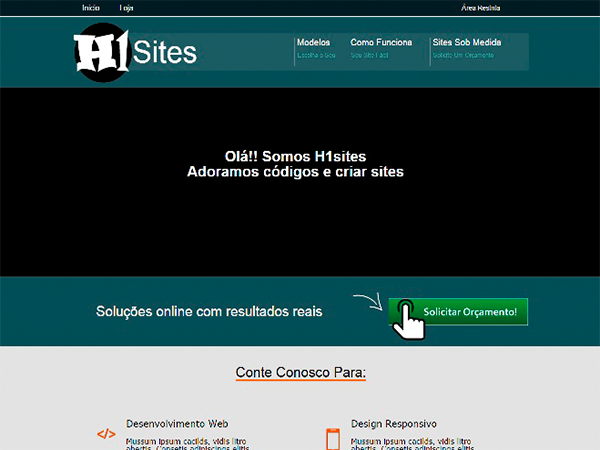 Início Loja Área Restrita
H1 Sites
Modelos Como Funciona Sites Sob Medida
Escolha o Seu Seu Site Fácil Solicite Um Orçamento
Olá!! Somos H1sites
Adoramos códigos e criar sites
Soluções online com resultados reais
Solicitar Orçamento!
Conte Conosco Para:
</> Desenvolvimento Web
Mussum ipsum cacilds, vidis litro
abertis. Consetis adipiscings elitis
Design Responsivo
Mussum ipsum cacilds, vidis litro
abertis. Consetis adipiscings elitis